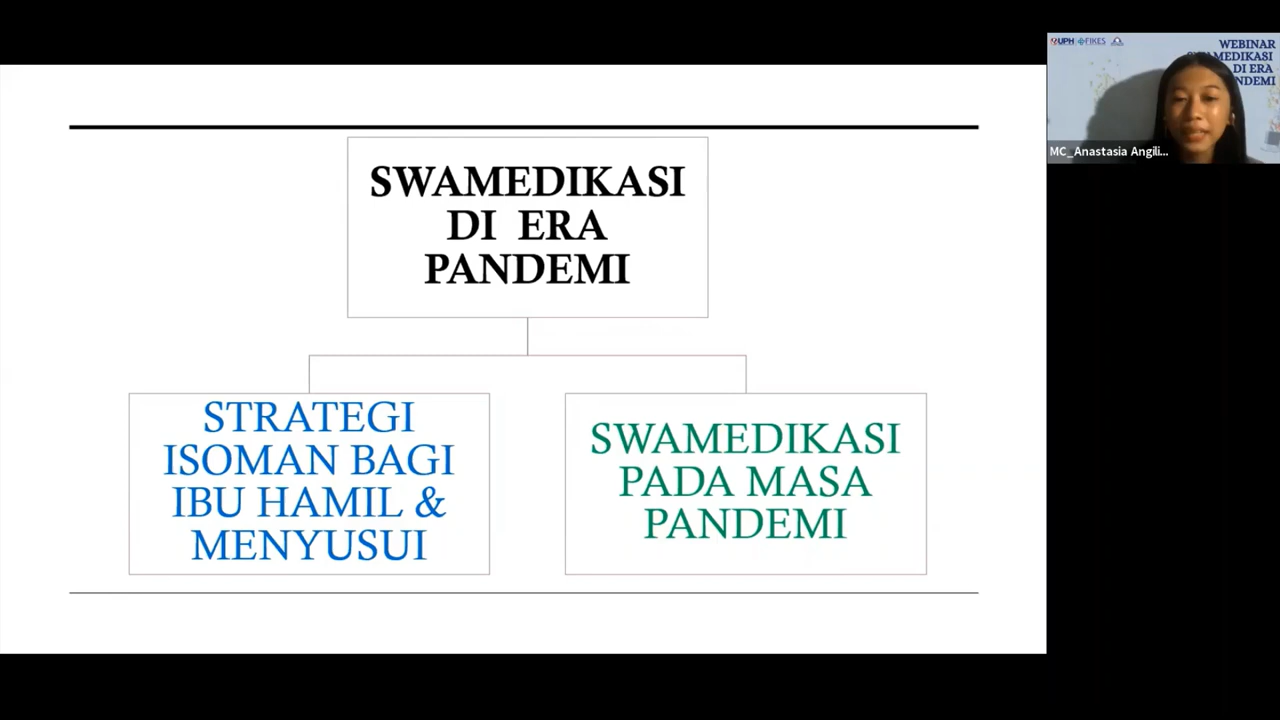 SWAMEDIKASI
DI ERA
PANDEMI
STRATEGI
ISOMAN BAGI
IBU HAMIL &
MENYUSUI
SWAMEDIKASI
PADA MASA
PANDEMI
UPH FIKES
WEBINAR
DI ERA
MC_Anastasia Angili...